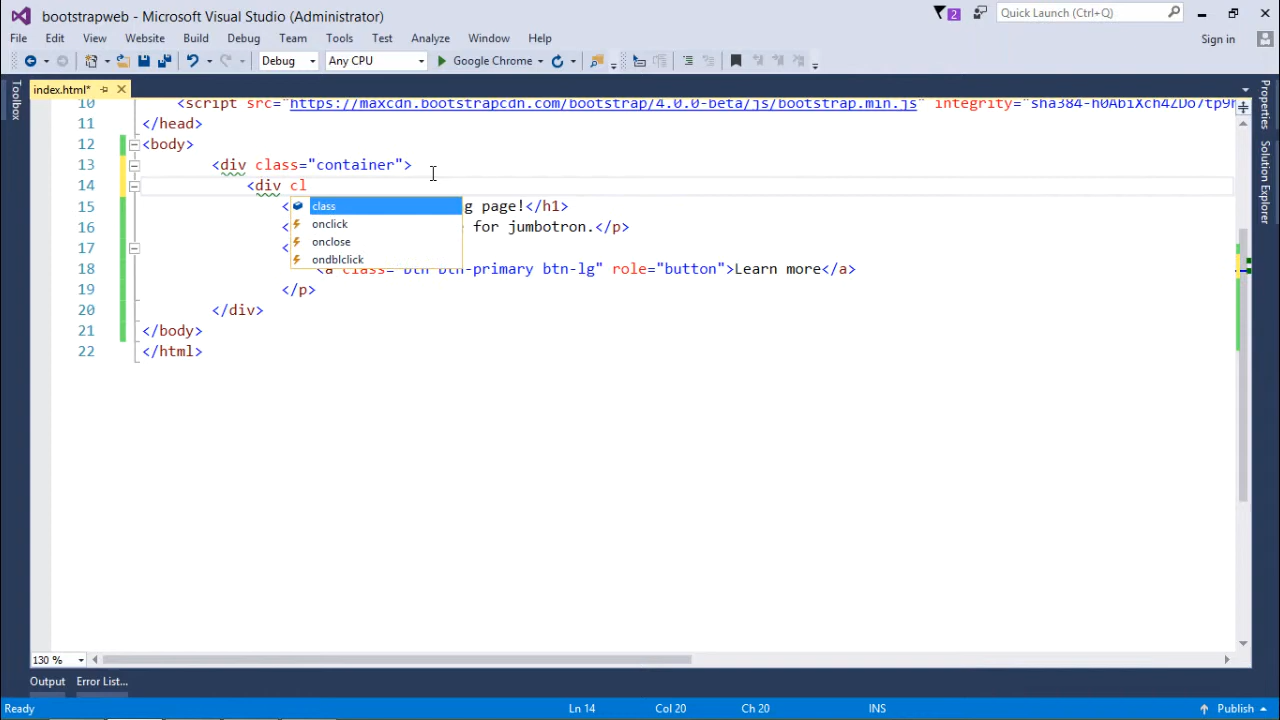 bootstrapweb - Microsoft Visual Studio (Administrator)
2
Quick Launch (Ctrl+Q)
File Edit View Website Build Debug Team Tools Test Analyze Window Help
Sign in
Debug Any CPU Google Chrome
Toolbox
index.html*
Properties
Solution Explorer
10 <script src="https://maxcdn.bootstrapcdn.com/bootstrap/4.0.0-beta/js/bootstrap.min.js" integrity="
11 </head>
12 <body>
13 <div class="container">
14 <div cl
15 < g page!</h1>
class
16 < for jumbotron.</p>
onclick
17 <
onclose
ondblclick
18 <a class="btn btn-primary btn-lg" role="button">Learn more</a>
19 </p>
20 </div>
21 </body>
22 </html>
130 %
Output Error List...
Ready Ln 14 Col 20 Ch 20 INS Publish